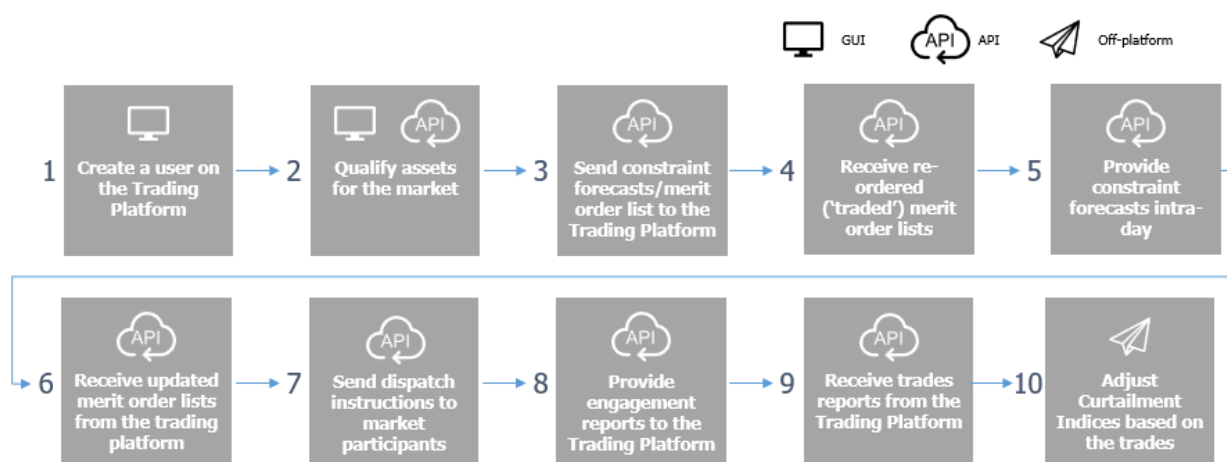 GUI
API
API
Off-platform
1
Create a user on
the Trading
Platform
2
API
Qualify assets
for the market
3
API
Send constraint
forecasts/merit
order list to the
Trading Platform
4
API
Receive re-
ordered
('traded') merit
order lists
5
API
Provide
constraint
forecasts intra-
day
6
API
Receive updated
merit order lists
from the trading
platform
7
API
Send dispatch
instructions to
market
participants
8
API
Provide
engagement
reports to the
Trading Platform
9
API
Receive trades
reports from the
Trading Platform
10
Adjust
Curtailment
Indices based on
the trades